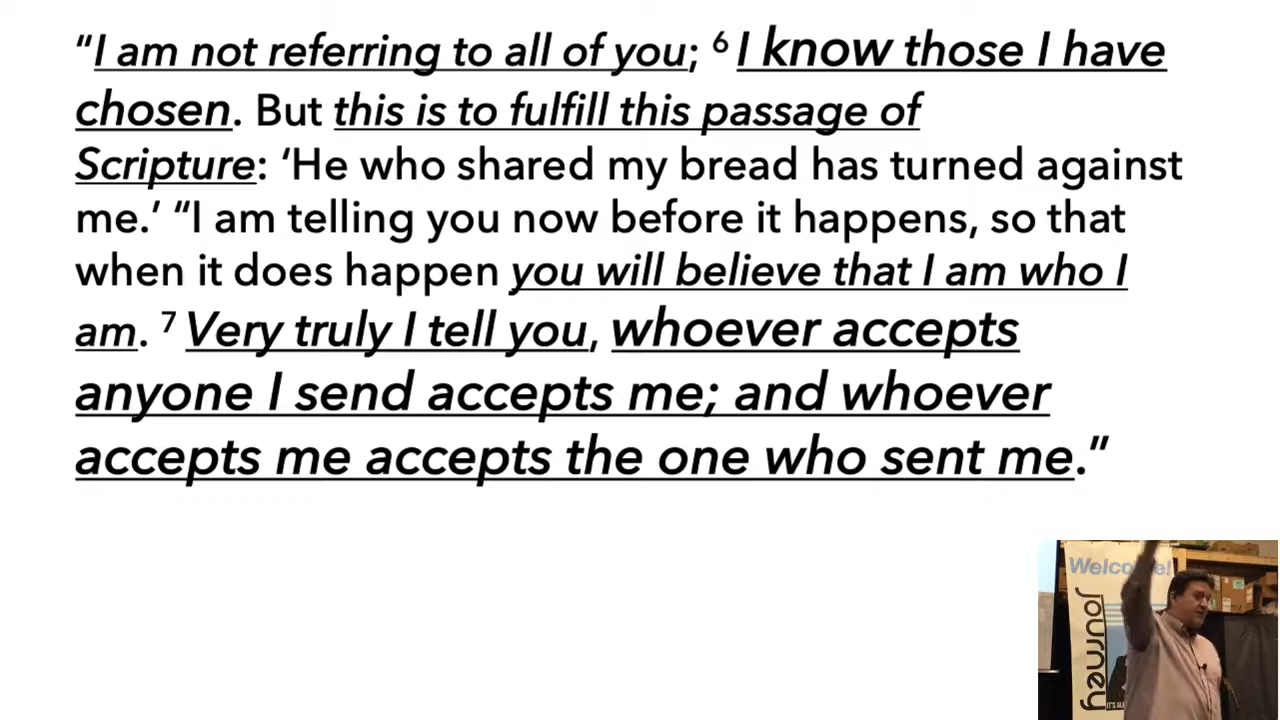 “I am not referring to all of you; ⁶ I know those I have
chosen. But this is to fulfill this passage of
Scripture: ‘He who shared my bread has turned against
me.’ “I am telling you now before it happens, so that
when it does happen you will believe that I am who I
am. ⁷ Very truly I tell you, whoever accepts
anyone I send accepts me; and whoever
accepts me accepts the one who sent me.”
Journey